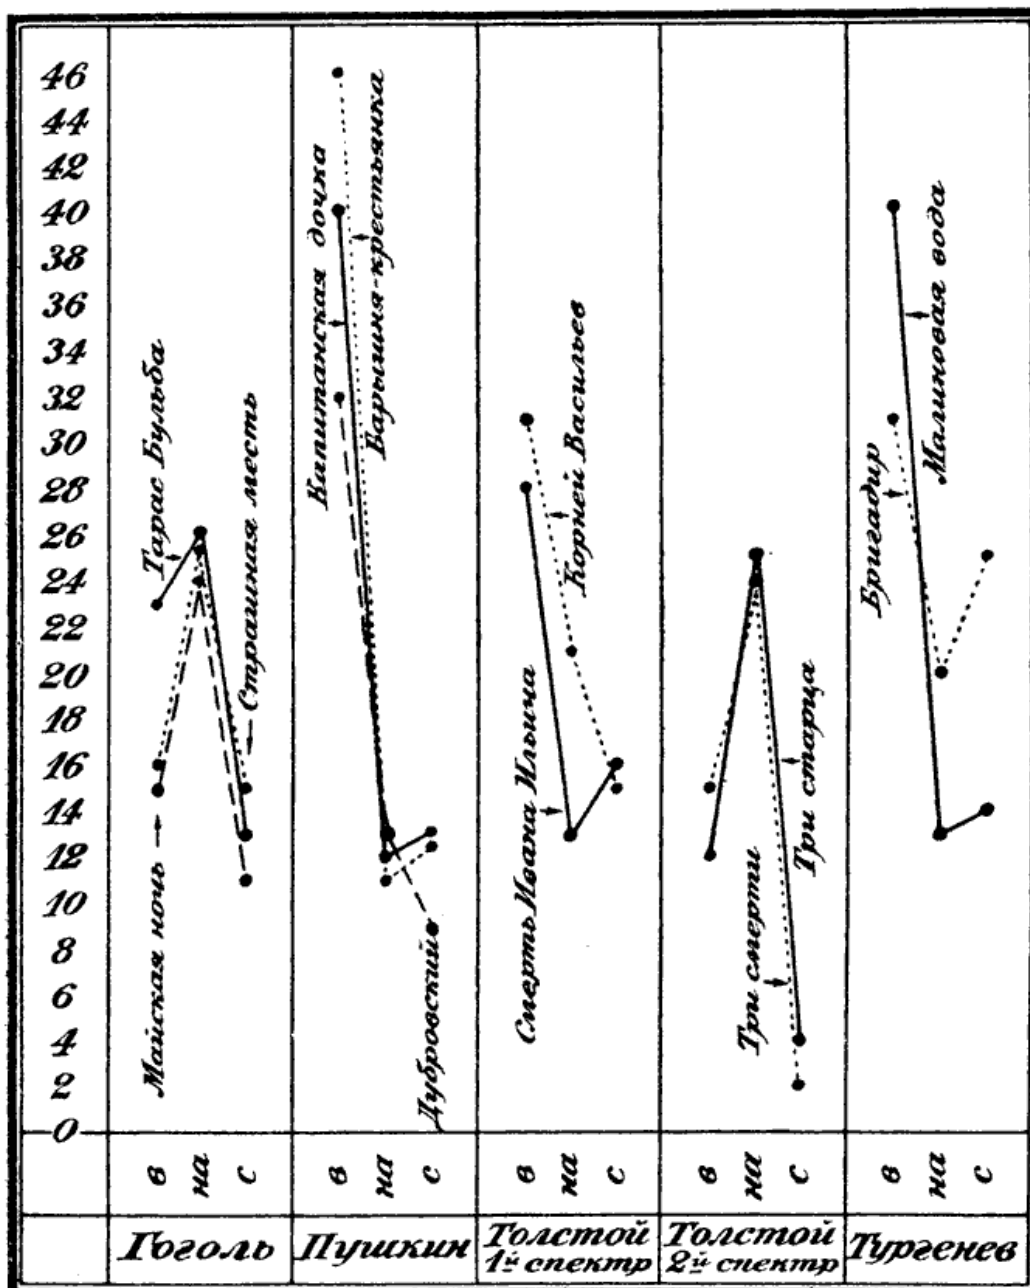 46
44
42
40
38
36
34
32
30
28
26
24
22
20
18
16
14
12
10
8
6
4
2
0
Тарас Бульба
Страшная месть
Майская ночь
Капитанская дочка
Барышня-крестьянка
Дубровский
Смерть Ивана Ильича
Корней Васильев
Три смерти
Три старца
Бригадир
Малиновая вода
в на с в на с в на с в на с в на с
Гоголь Пушкин Толстой 1й спектр Толстой 2й спектр Тургенев